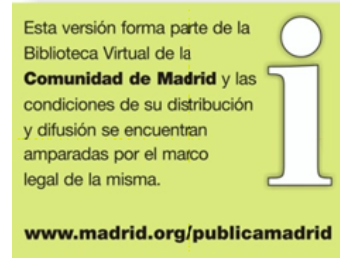 Esta versión forma parte de la
Biblioteca Virtual de la
Comunidad de Madrid y las
condiciones de su distribución
y difusión se encuentran
amparadas por el marco
legal de la misma.
www.madrid.org/publicamadrid